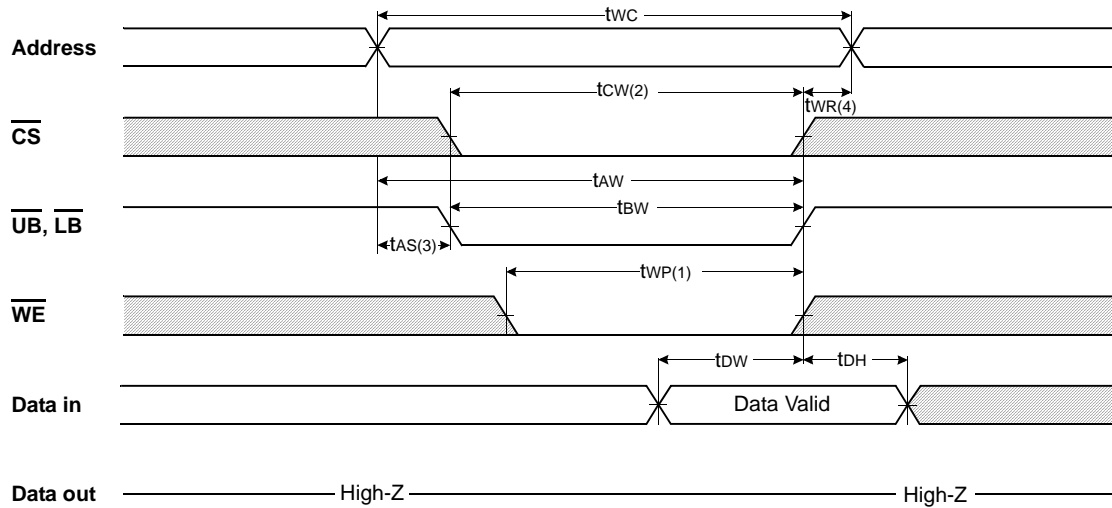 tWC
Address
tCW(2)
tWR(4)
CS
tAW
UB, LB
tBW
tAS(3)
tWP(1)
WE
tDW
tDH
Data in
Data Valid
Data out
High-Z
High-Z